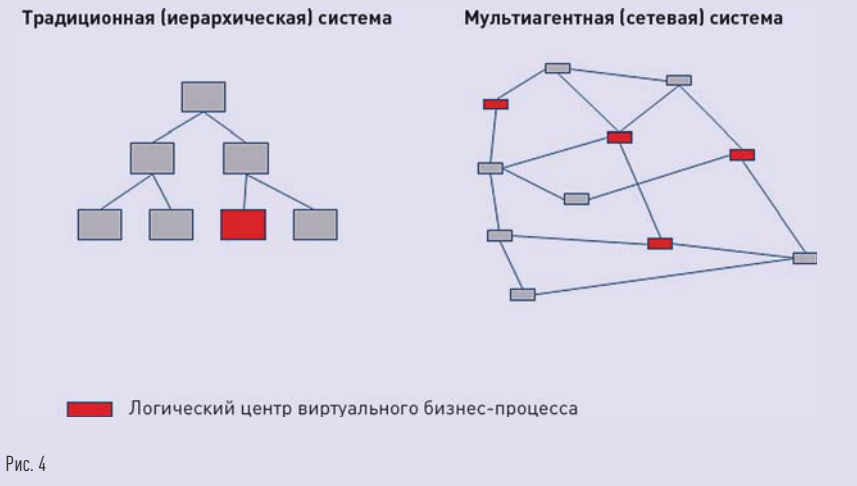 Традиционная (иерархическая) система
Мультиагентная (сетевая) система
Логический центр виртуального бизнес-процесса
Рис. 4